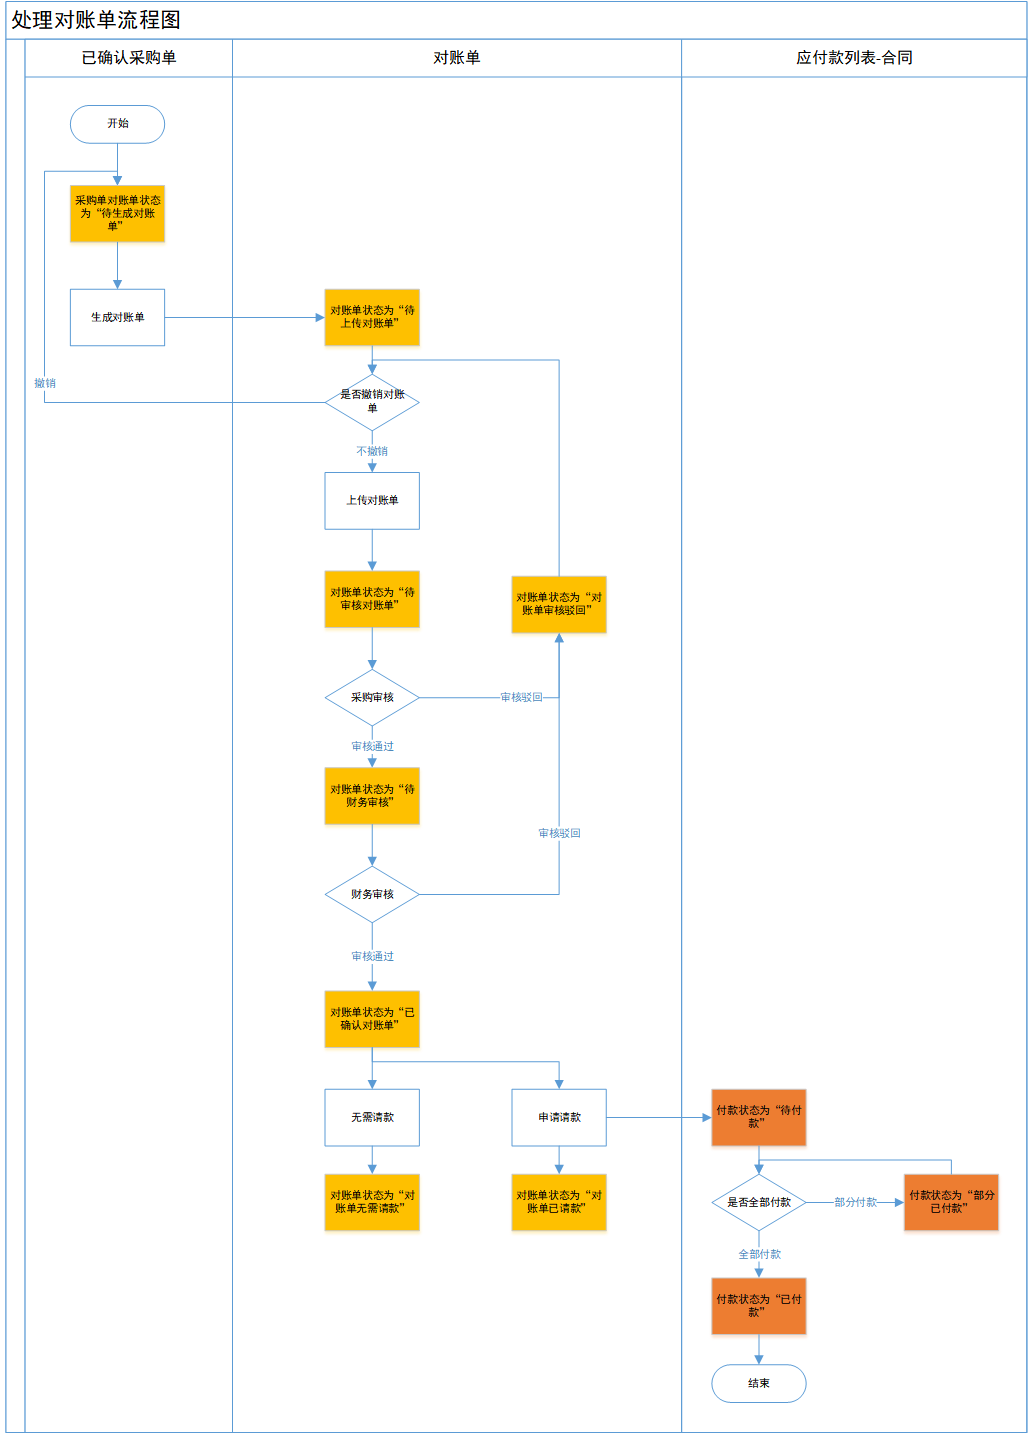 处理对账单流程图
已确认采购单
对账单
应付款列表-合同
开始
采购单对账单状态
为“待生成对账
单”
生成对账单
对账单状态为“待
上传对账单”
撤销
是否撤销对账
单
不撤销
上传对账单
对账单状态为“待
审核对账单”
对账单状态为“对
账单审核驳回”
采购审核
审核驳回
审核通过
对账单状态为“待
财务审核”
审核驳回
财务审核
审核通过
对账单状态为“已
确认对账单”
无需请款
申请请款
付款状态为“待付
款”
对账单状态为“对
账单无需请款”
对账单状态为“对
账单已请款”
是否全部付款
部分付款
付款状态为“部分
已付款”
全部付款
付款状态为“已付
款”
结束